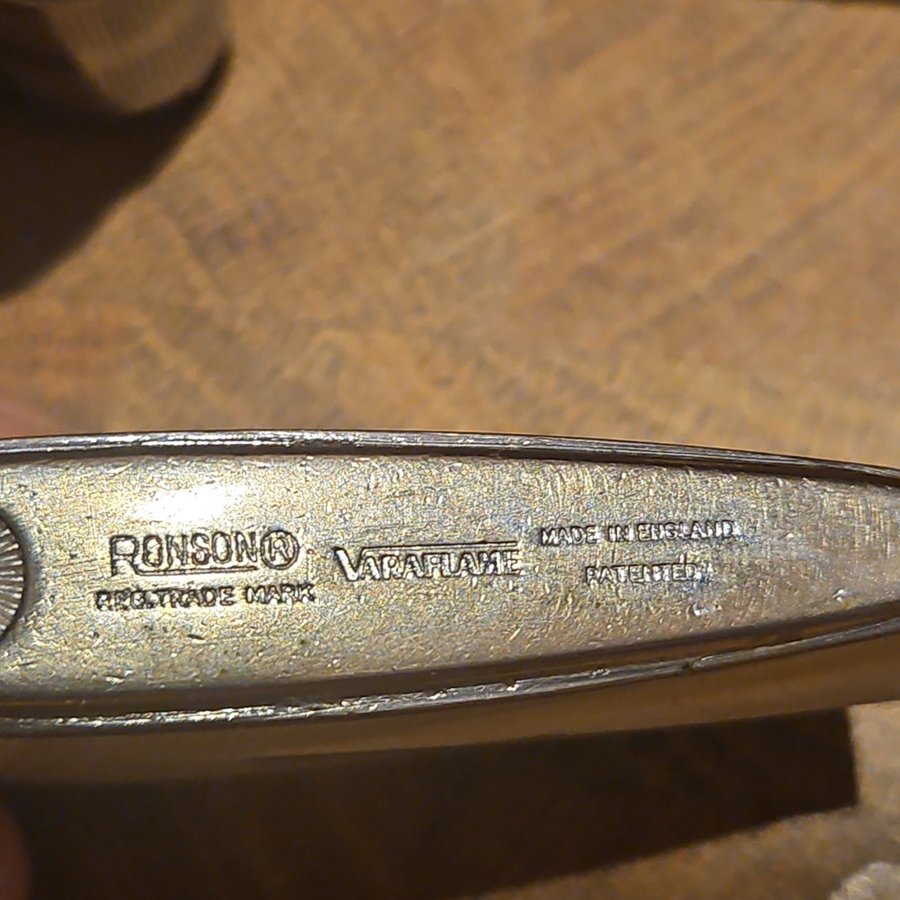 RONSON®
REG. TRADE MARK
VARAFLAME
MADE IN ENGLAND.
PATENTED.